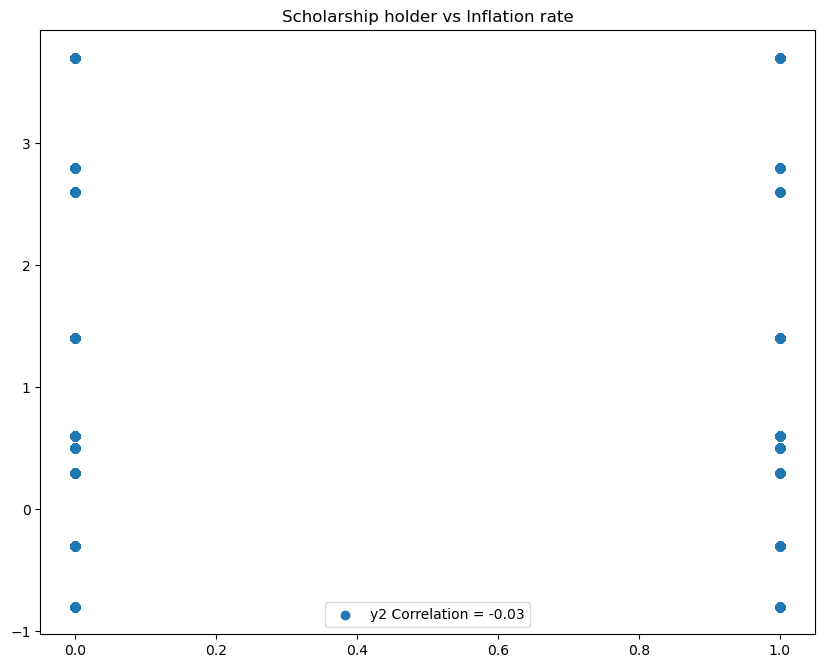 Scholarship holder vs Inflation rate
3
2
1
0
−1
y2 Correlation = -0.03
0.0 0.2 0.4 0.6 0.8 1.0